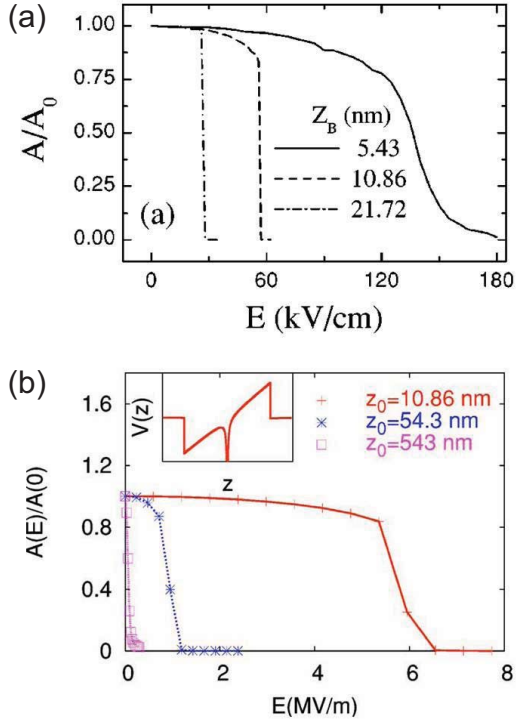 (a)
1.00
0.75
0.50
0.25
0.00
A/A0
(a)
ZB (nm)
5.43
10.86
21.72
0 60 120 180
E (kV/cm)
(b)
1.6
1.2
0.8
0.4
0
A(E)/A(0)
V(z)
z
z0=10.86 nm
z0=54.3 nm
z0=543 nm
0 2 4 6 8
E(MV/m)